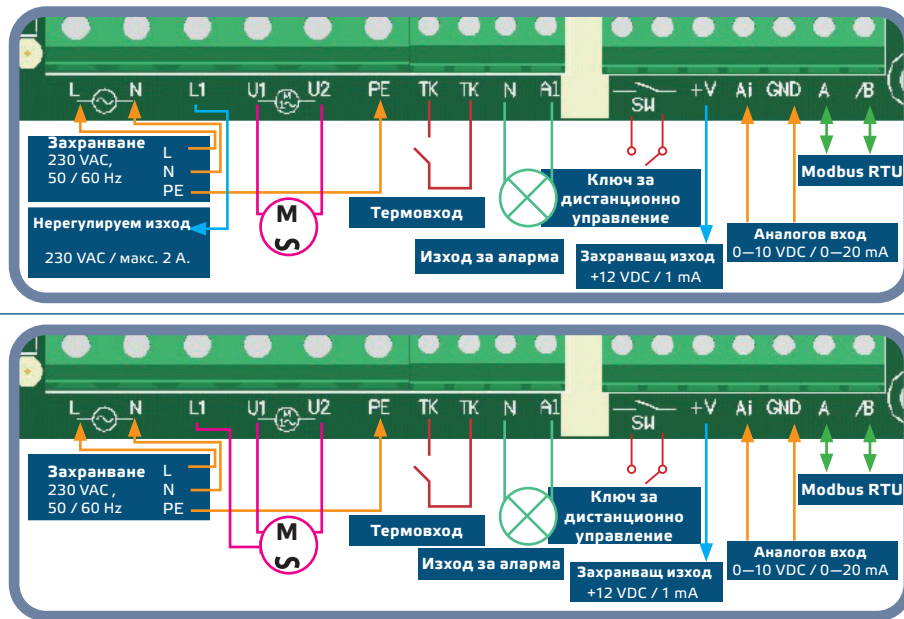 L N L1 U1 M 1~ U2 PE TK TK N A1 SW +V Ai GND A /B
Захранване
230 VAC,
50 / 60 Hz
L
N
PE
Нерегулируем изход
230 VAC / макс. 2 A.
M
Термовход
Изход за аларма
Ключ за
дистанционно
управление
Захранващ изход
+12 VDC / 1 mA
Аналогов вход
0—10 VDC / 0—20 mA
Modbus RTU
L N L1 U1 M 1~ U2 PE TK TK N A1 SW +V Ai GND A /B
Захранване
230 VAC ,
50 / 60 Hz
L
N
PE
M
Термовход
Изход за аларма
Ключ за
дистанционно
управление
Захранващ изход
+12 VDC / 1 mA
Аналогов вход
0—10 VDC / 0—20 mA
Modbus RTU